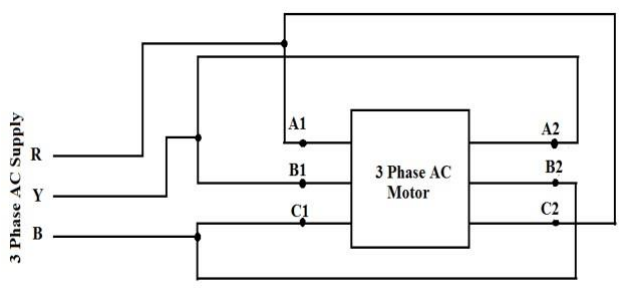 3 Phase AC Supply
R
Y
B
A1
B1
C1
3 Phase AC
Motor
A2
B2
C2